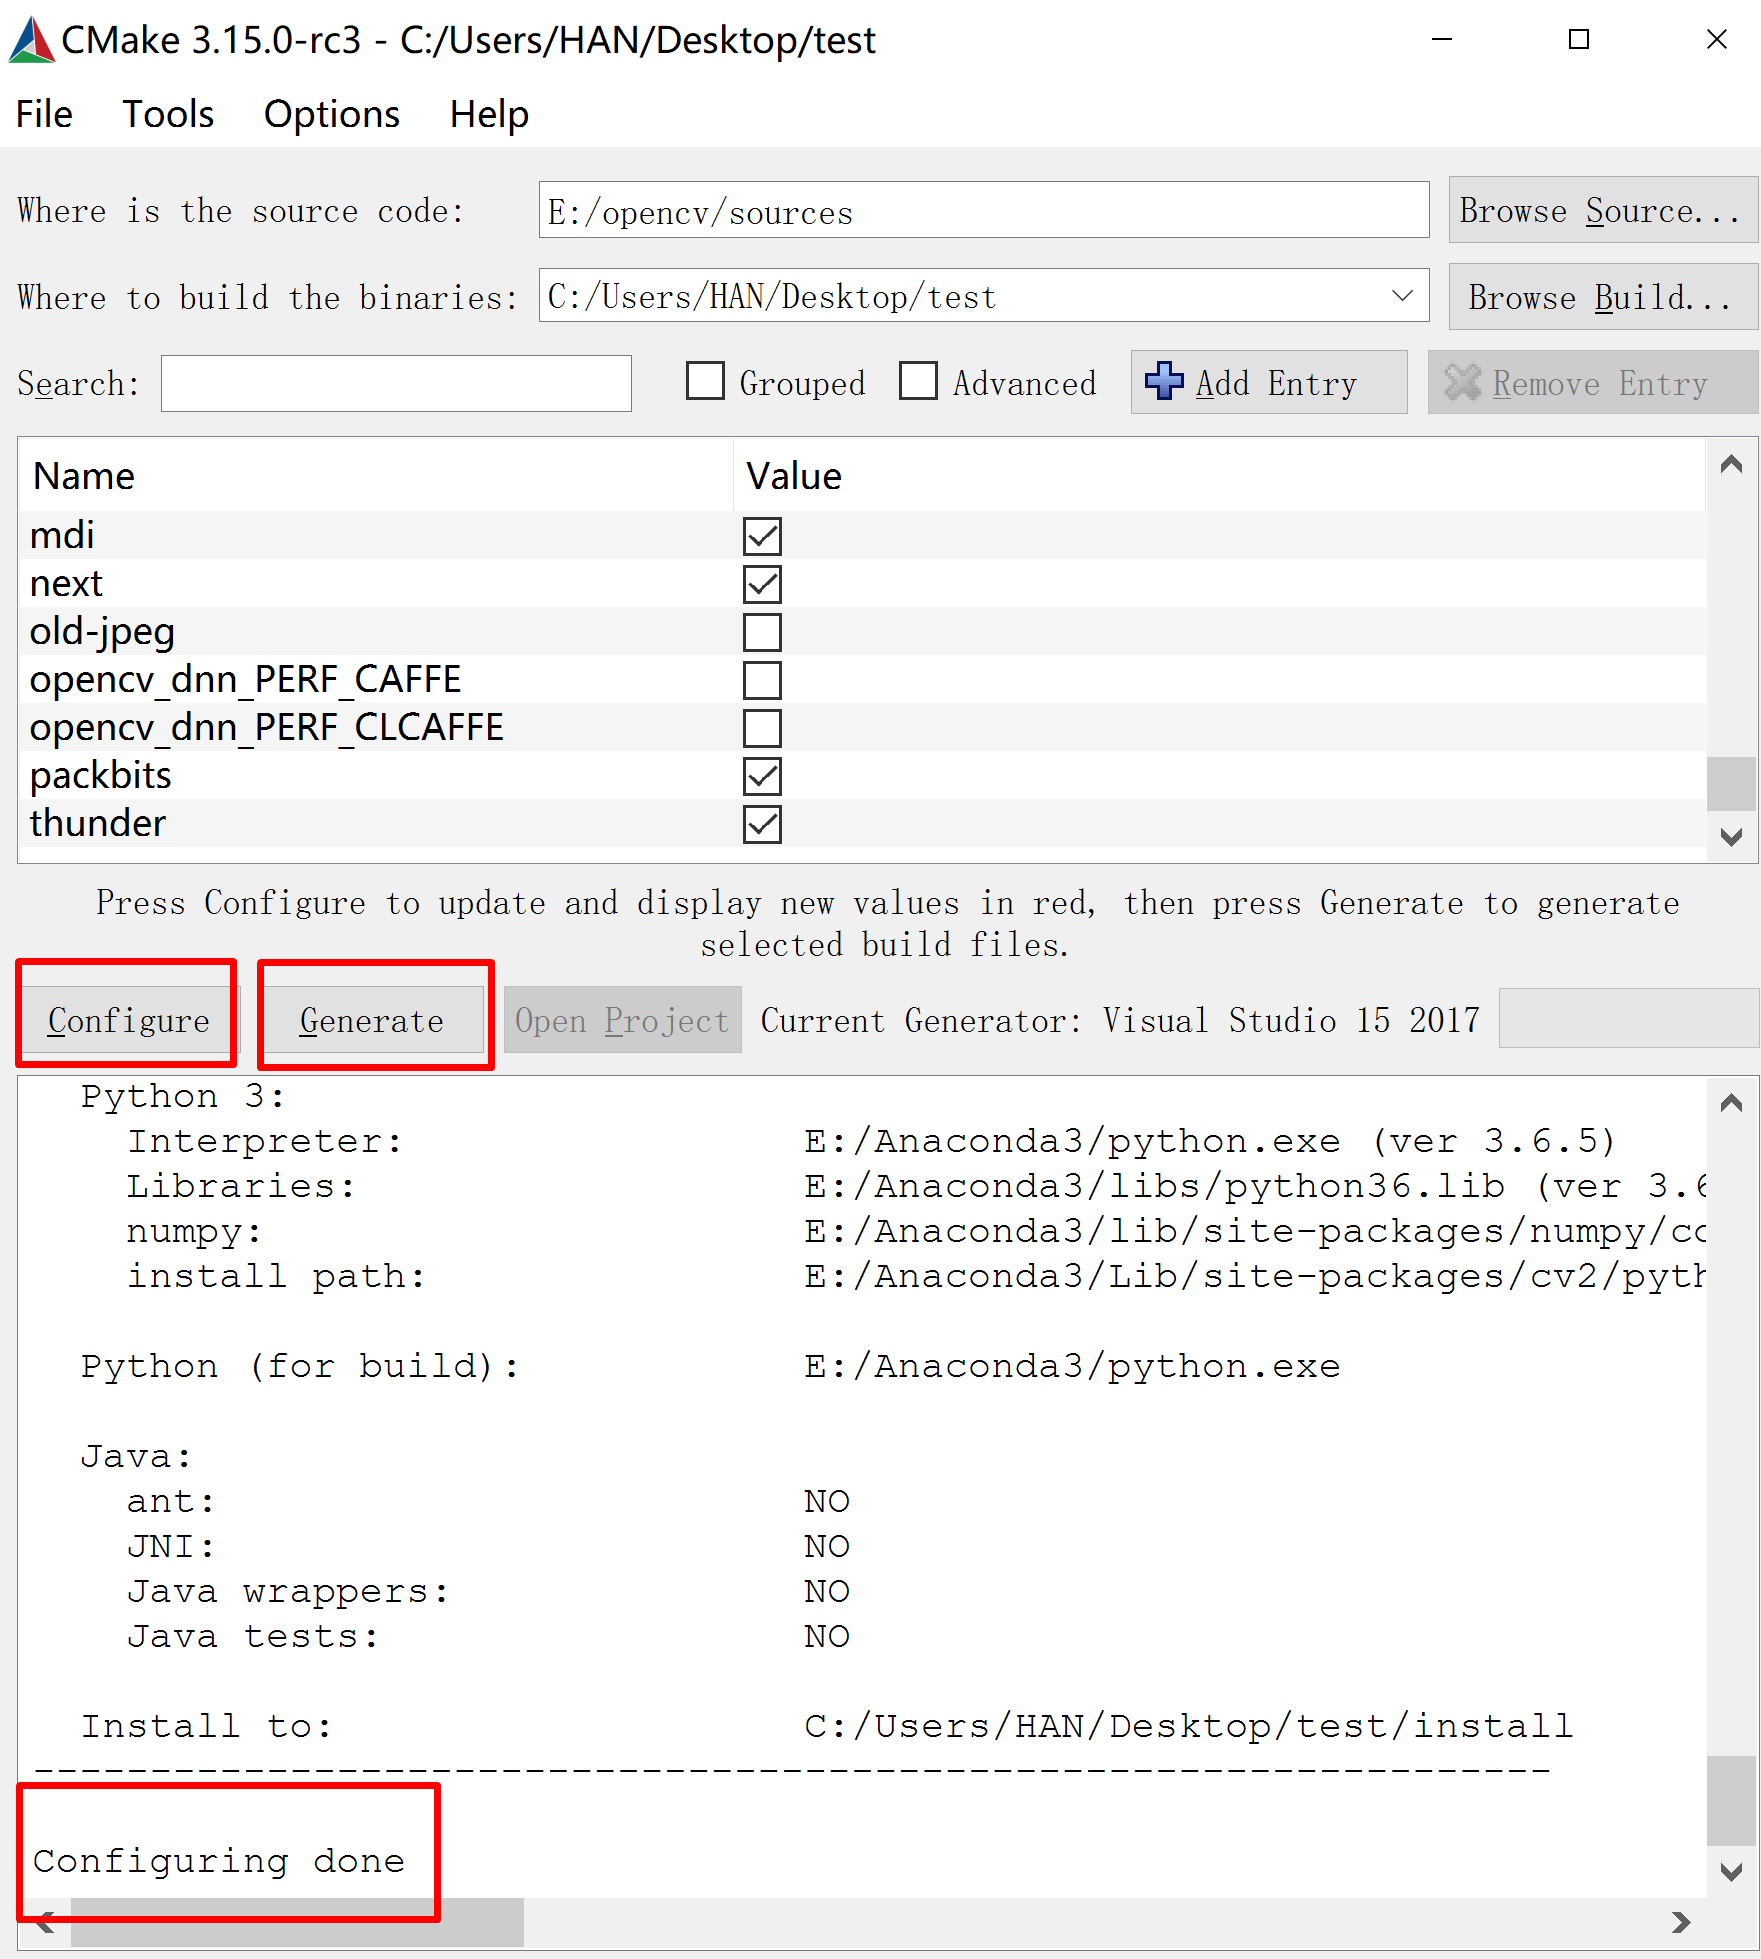 CMake 3.15.0-rc3 - C:/Users/HAN/Desktop/test
File Tools Options Help
Where is the source code: E:/opencv/sources Browse Source...
Where to build the binaries: C:/Users/HAN/Desktop/test Browse Build...
Search: Grouped Advanced Add Entry Remove Entry
Name Value
mdi
next
old-jpeg
opencv_dnn_PERF_CAFFE
opencv_dnn_PERF_CLCAFFE
packbits
thunder
Press Configure to update and display new values in red, then press Generate to generate
selected build files.
Configure Generate Open Project Current Generator: Visual Studio 15 2017
Python 3:
Interpreter: E:/Anaconda3/python.exe (ver 3.6.5)
Libraries: E:/Anaconda3/libs/python36.lib (ver 3.6
numpy: E:/Anaconda3/lib/site-packages/numpy/co
install path: E:/Anaconda3/Lib/site-packages/cv2/pyth
Python (for build): E:/Anaconda3/python.exe
Java:
ant: NO
JNI: NO
Java wrappers: NO
Java tests: NO
Install to: C:/Users/HAN/Desktop/test/install
-----------------------------------------------------------------
Configuring done